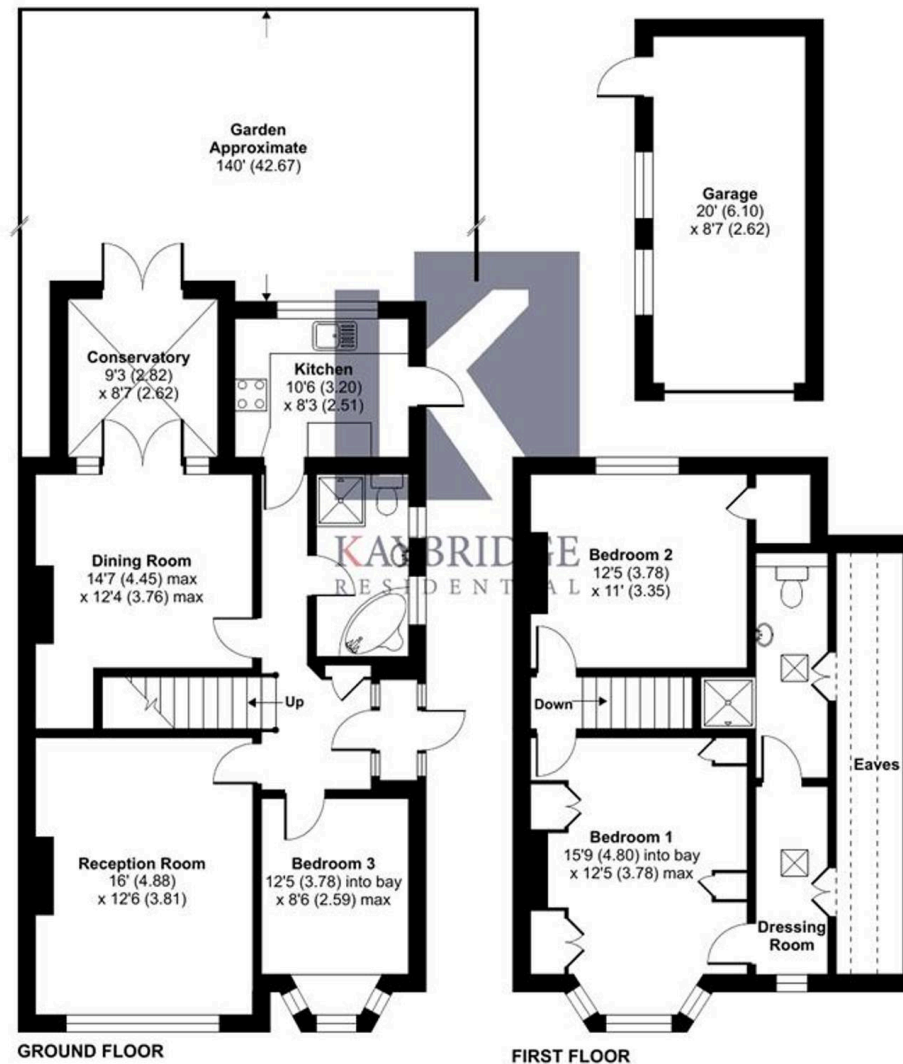 Garden
Approximate
140' (42.67)
Garage
20' (6.10)
x 8'7 (2.62)
Conservatory
9'3 (2.82)
x 8'7 (2.62)
Kitchen
10'6 (3.20)
x 8'3 (2.51)
Dining Room
14'7 (4.45) max
x 12'4 (3.76) max
KAYBRIDGE
RESIDENTIAL
Bedroom 2
12'5 (3.78)
x 11' (3.35)
Up
Down
Eaves
Reception Room
16' (4.88)
x 12'6 (3.81)
Bedroom 3
12'5 (3.78) into bay
x 8'6 (2.59) max
Bedroom 1
15'9 (4.80) into bay
x 12'5 (3.78) max
Dressing
Room
GROUND FLOOR
FIRST FLOOR